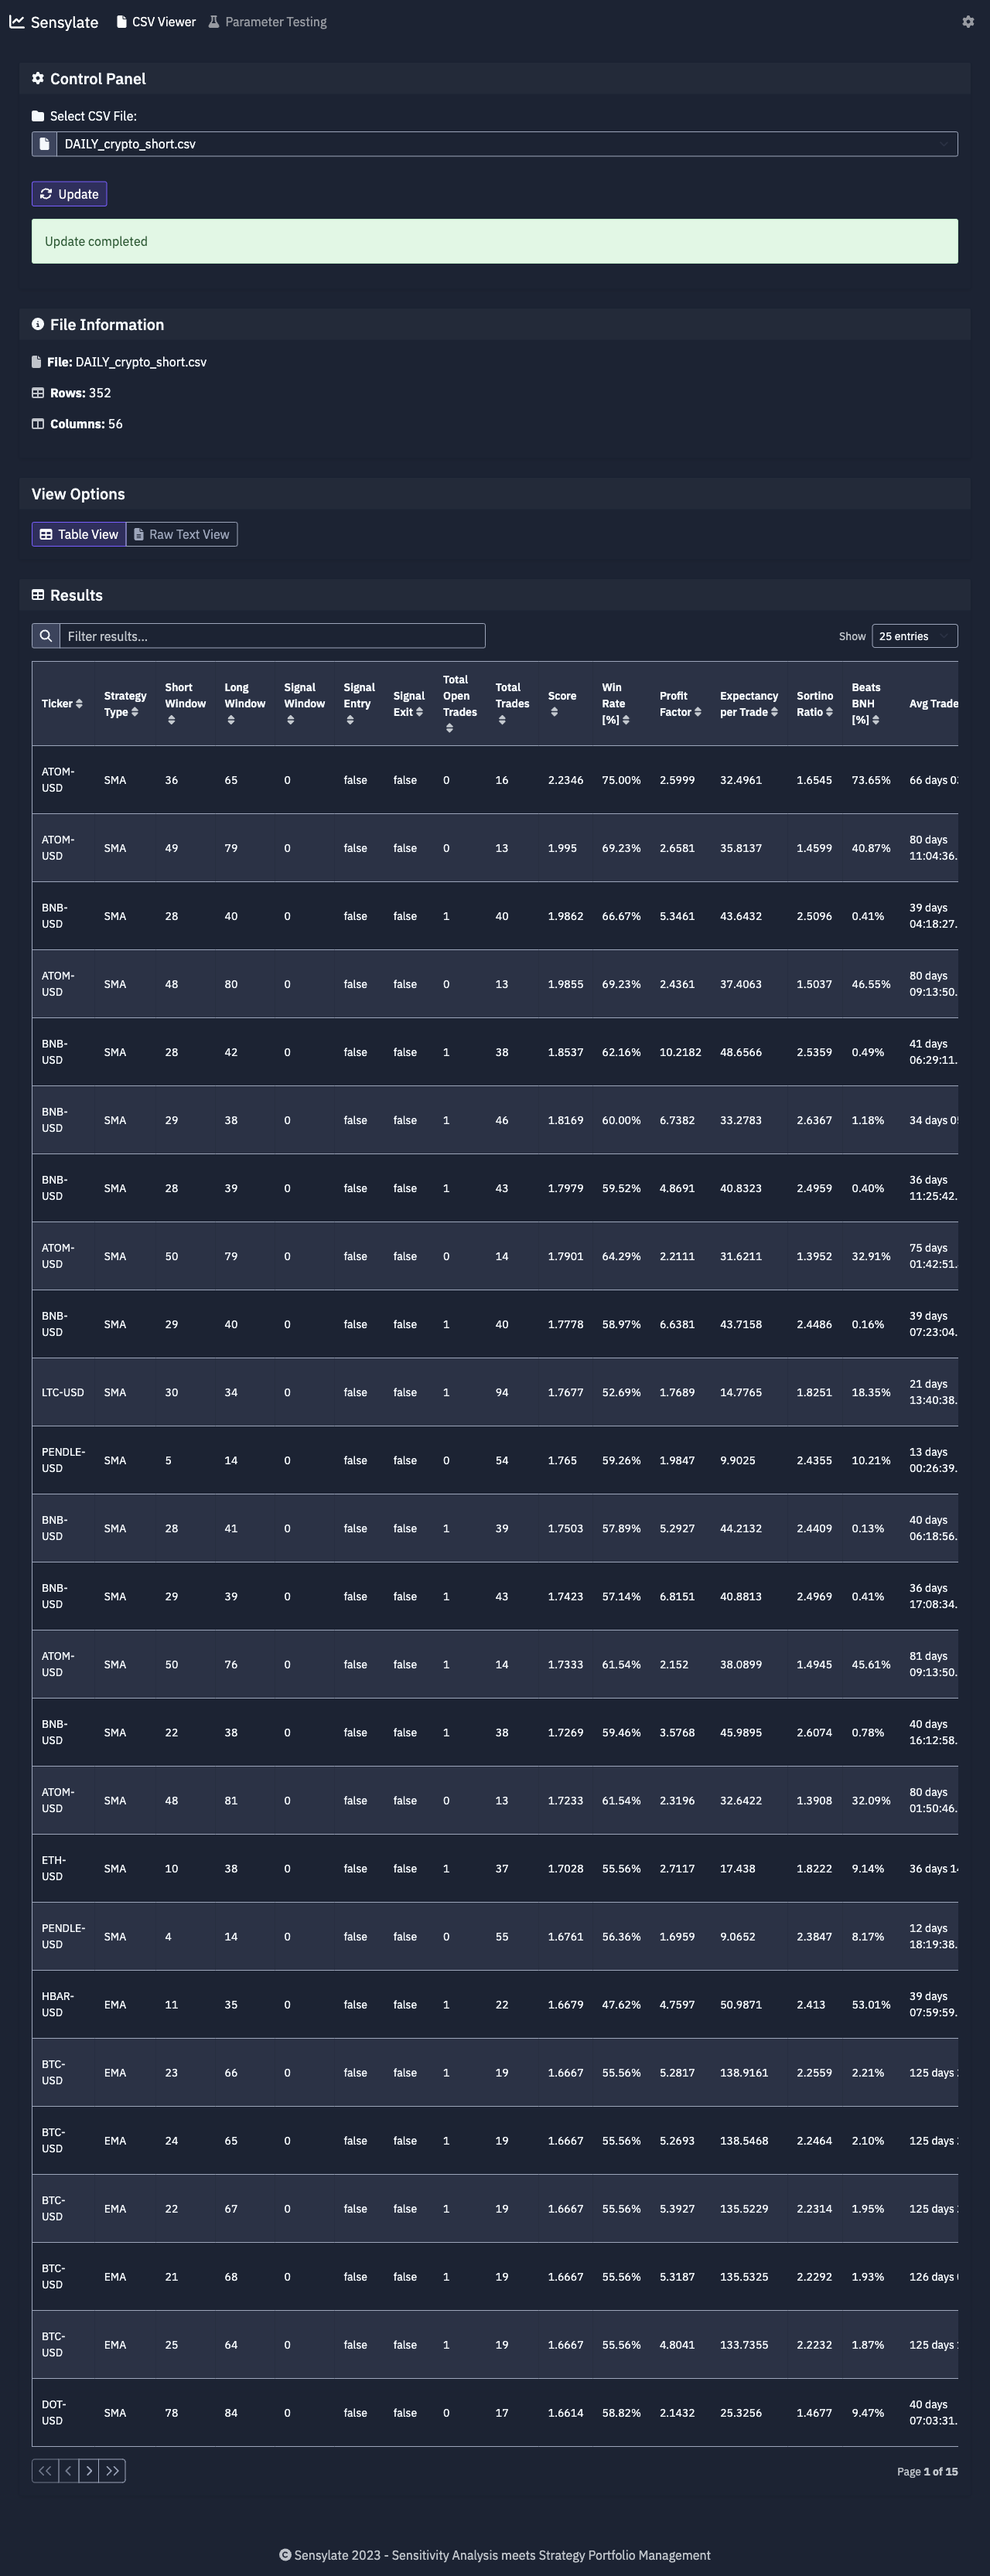 Sensylate CSV Viewer Parameter Testing
Control Panel
Select CSV File:
DAILY_crypto_short.csv
Update
Update completed
File Information
File: DAILY_crypto_short.csv
Rows: 352
Columns: 56
View Options
Table View Raw Text View
Results
Filter results... Show 25 entries
Ticker Strategy Type Short Window Long Window Signal Window Signal Entry Signal Exit Total Open Trades Total Trades Score Win Rate [%] Profit Factor Expectancy per Trade Sortino Ratio Beats BNH [%] Avg Trade
ATOM-USD SMA 36 65 0 false false 0 16 2.2346 75.00% 2.5999 32.4961 1.6545 73.65% 66 days
ATOM-USD SMA 49 79 0 false false 0 13 1.995 69.23% 2.6581 35.8137 1.4599 40.87% 80 days 11:04:36.
BNB-USD SMA 28 40 0 false false 1 40 1.9862 66.67% 5.3461 43.6432 2.5096 0.41% 39 days 04:18:27.
ATOM-USD SMA 48 80 0 false false 0 13 1.9855 69.23% 2.4361 37.4063 1.5037 46.55% 80 days 09:13:50.
BNB-USD SMA 28 42 0 false false 1 38 1.8537 62.16% 10.2182 48.6566 2.5359 0.49% 41 days 06:29:11.
BNB-USD SMA 29 38 0 false false 1 46 1.8169 60.00% 6.7382 33.2783 2.6367 1.18% 34 days
BNB-USD SMA 28 39 0 false false 1 43 1.7979 59.52% 4.8691 40.8323 2.4959 0.40% 36 days 11:25:42.
ATOM-USD SMA 50 79 0 false false 0 14 1.7901 64.29% 2.2111 31.6211 1.3952 32.91% 75 days 01:42:51.
BNB-USD SMA 29 40 0 false false 1 40 1.7778 58.97% 6.6381 43.7158 2.4486 0.16% 39 days 07:23:04.
LTC-USD SMA 30 34 0 false false 1 94 1.7677 52.69% 1.7689 14.7765 1.8251 18.35% 21 days 13:40:38.
PENDLE-USD SMA 5 14 0 false false 0 54 1.765 59.26% 1.9847 9.9025 2.4355 10.21% 13 days 00:26:39.
BNB-USD SMA 28 41 0 false false 1 39 1.7503 57.89% 5.2927 44.2132 2.4409 0.13% 40 days 06:18:56.
BNB-USD SMA 29 39 0 false false 1 43 1.7423 57.14% 6.8151 40.8813 2.4969 0.41% 36 days 17:08:34.
ATOM-USD SMA 50 76 0 false false 1 14 1.7333 61.54% 2.152 38.0899 1.4945 45.61% 81 days 09:13:50.
BNB-USD SMA 22 38 0 false false 1 38 1.7269 59.46% 3.5768 45.9895 2.6074 0.78% 40 days 16:12:58.
ATOM-USD SMA 48 81 0 false false 0 13 1.7233 61.54% 2.3196 32.6422 1.3908 32.09% 80 days 01:50:46.
ETH-USD SMA 10 38 0 false false 1 37 1.7028 55.56% 2.7117 17.438 1.8222 9.14% 36 days
PENDLE-USD SMA 4 14 0 false false 0 55 1.6761 56.36% 1.6959 9.0652 2.3847 8.17% 12 days 18:19:38.
HBAR-USD EMA 11 35 0 false false 1 22 1.6679 47.62% 4.7597 50.9871 2.413 53.01% 39 days 07:59:59.
BTC-USD EMA 23 66 0 false false 1 19 1.6667 55.56% 5.2817 138.9161 2.2559 2.21% 125 days
BTC-USD EMA 24 65 0 false false 1 19 1.6667 55.56% 5.2693 138.5468 2.2464 2.10% 125 days
BTC-USD EMA 22 67 0 false false 1 19 1.6667 55.56% 5.3927 135.5229 2.2314 1.95% 125 days
BTC-USD EMA 21 68 0 false false 1 19 1.6667 55.56% 5.3187 135.5325 2.2292 1.93% 126 days
BTC-USD EMA 25 64 0 false false 1 19 1.6667 55.56% 4.8041 133.7355 2.2232 1.87% 125 days
DOT-USD SMA 78 84 0 false false 0 17 1.6614 58.82% 2.1432 25.3256 1.4677 9.47% 40 days 07:03:31.
<< < > >> Page 1 of 15
© Sensylate 2023 - Sensitivity Analysis meets Strategy Portfolio Management